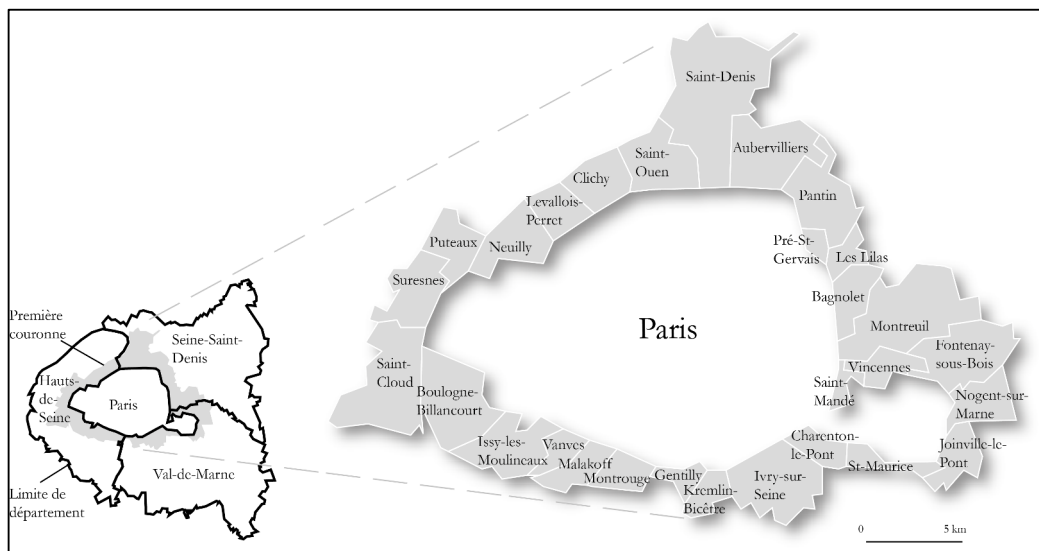 Saint-Denis
Aubervilliers
Saint-
Ouen
Clichy
Levallois-
Perret
Pantin
Neuilly
Puteaux
Pré-St-
Gervais
Les Lilas
Suresnes
Bagnolet
Montreuil
Paris
Fontenay-
sous-Bois
Vincennes
Saint-
Cloud
Saint-
Mandé
Boulogne-
Billancourt
Nogent-sur-
Marne
Issy-les-
Moulineaux
Vanves
Malakoff
Montrouge
Gentilly
Kremlin-
Bicêtre
Ivry-sur-
Seine
Charenton-
le-Pont
St-Maurice
Joinville-le-
Pont
0 5 km
Première
couronne
Seine-Saint-
Denis
Hauts-
de-
Seine
Paris
Val-de-Marne
Limite de
département